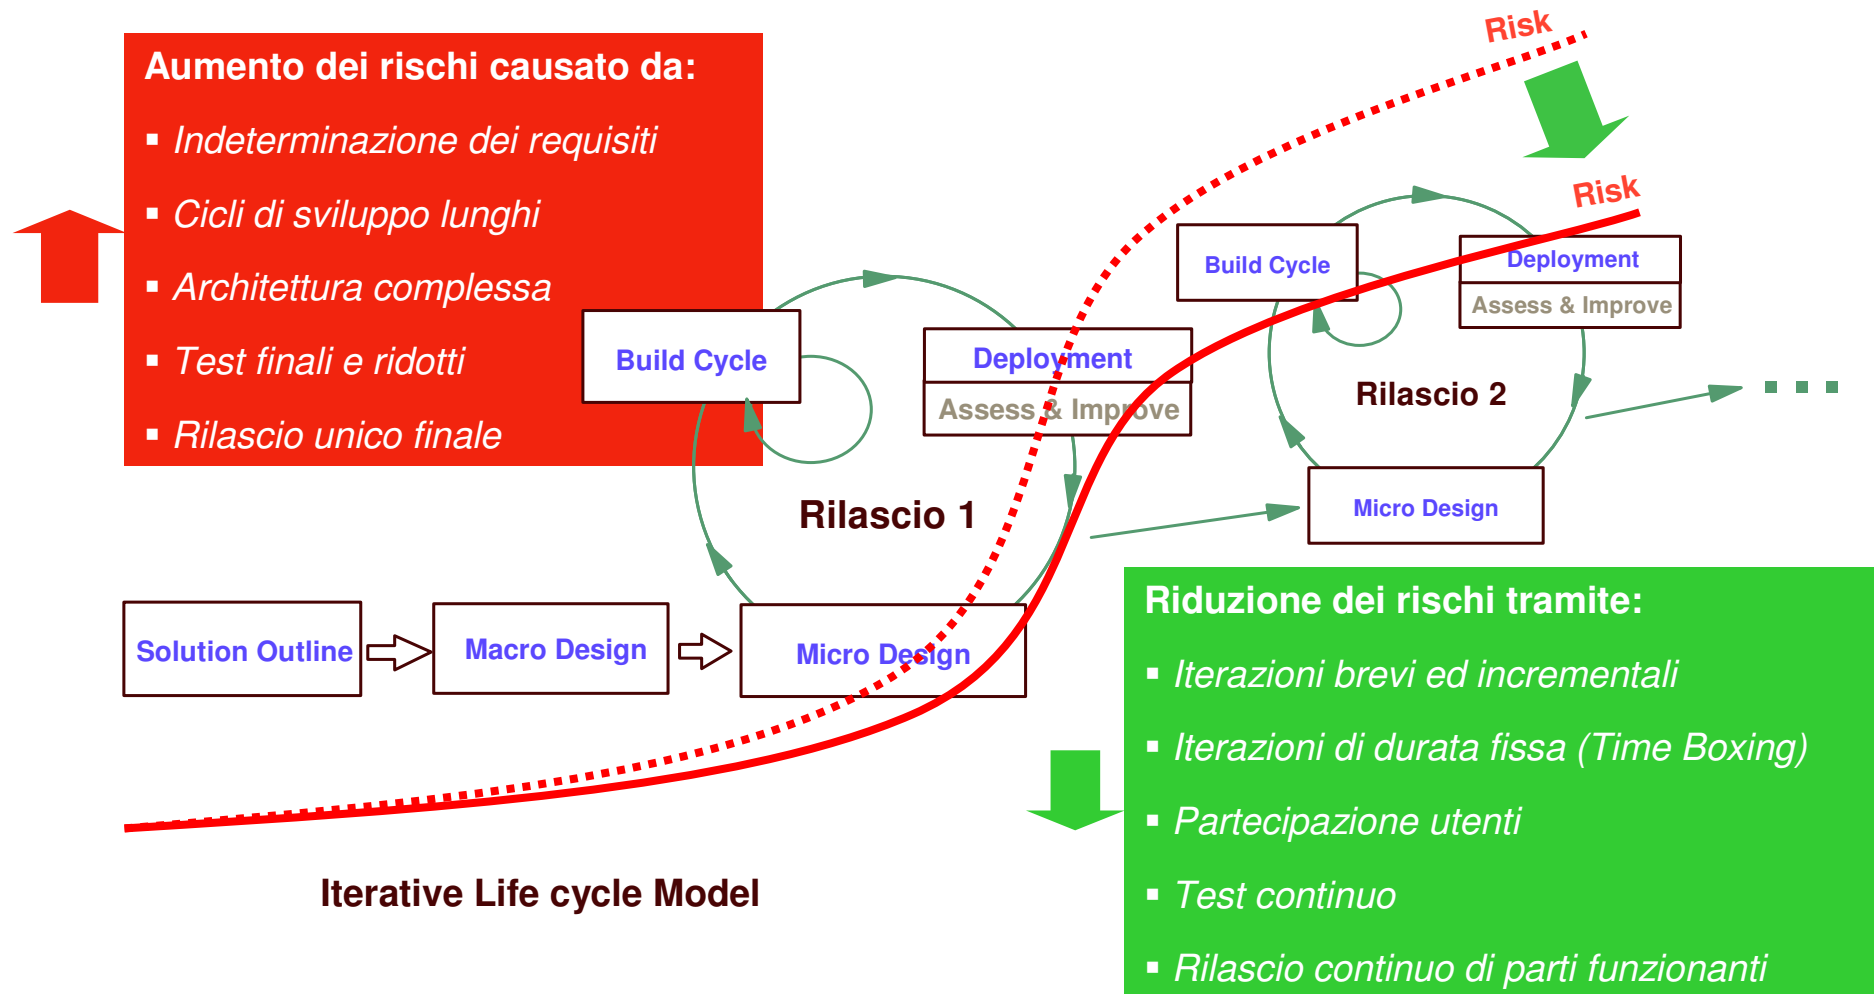 Risk
Aumento dei rischi causato da:
▪ Indeterminazione dei requisiti
▪ Cicli di sviluppo lunghi
▪ Architettura complessa
▪ Test finali e ridotti
▪ Rilascio unico finale
Risk
Build Cycle
Deployment
Assess & Improve
Rilascio 2
Micro Design
Build Cycle
Deployment
Assess & Improve
Rilascio 1
Solution Outline
Macro Design
Micro Design
Riduzione dei rischi tramite:
▪ Iterazioni brevi ed incrementali
▪ Iterazioni di durata fissa (Time Boxing)
▪ Partecipazione utenti
▪ Test continuo
▪ Rilascio continuo di parti funzionanti
Iterative Life cycle Model